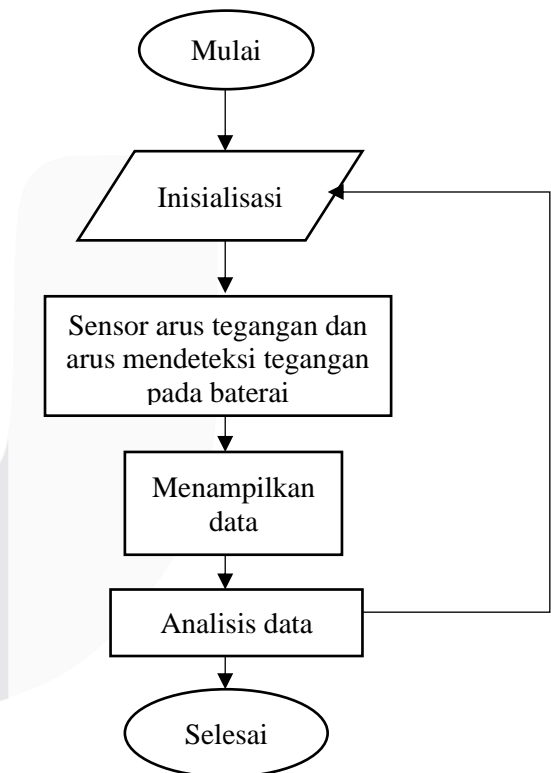 Mulai
Inisialisasi
Sensor arus tegangan dan
arus mendeteksi tegangan
pada baterai
Menampilkan
data
Analisis data
Selesai